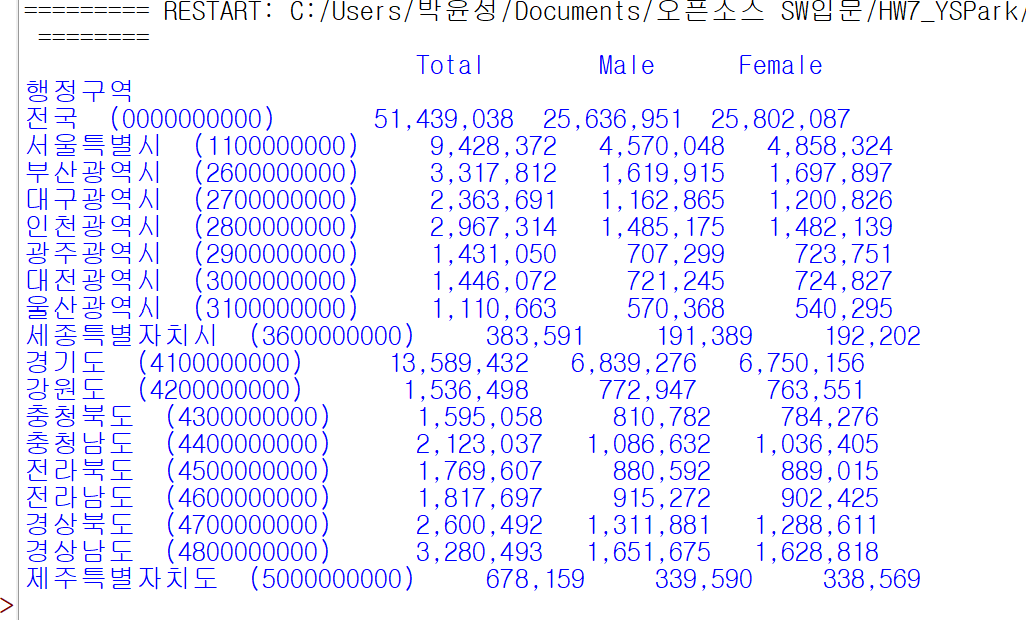 ========= RESTART: C:/Users/박윤성/Documents/오픈소스 SW입문/HW7_YSPark/
========
Total Male Female
행정구역
전국 (0000000000) 51,439,038 25,636,951 25,802,087
서울특별시 (1100000000) 9,428,372 4,570,048 4,858,324
부산광역시 (2600000000) 3,317,812 1,619,915 1,697,897
대구광역시 (2700000000) 2,363,691 1,162,865 1,200,826
인천광역시 (2800000000) 2,967,314 1,485,175 1,482,139
광주광역시 (2900000000) 1,431,050 707,299 723,751
대전광역시 (3000000000) 1,446,072 721,245 724,827
울산광역시 (3100000000) 1,110,663 570,368 540,295
세종특별자치시 (3600000000) 383,591 191,389 192,202
경기도 (4100000000) 13,589,432 6,839,276 6,750,156
강원도 (4200000000) 1,536,498 772,947 763,551
충청북도 (4300000000) 1,595,058 810,782 784,276
충청남도 (4400000000) 2,123,037 1,086,632 1,036,405
전라북도 (4500000000) 1,769,607 880,592 889,015
전라남도 (4600000000) 1,817,697 915,272 902,425
경상북도 (4700000000) 2,600,492 1,311,881 1,288,611
경상남도 (4800000000) 3,280,493 1,651,675 1,628,818
제주특별자치도 (5000000000) 678,159 339,590 338,569
>